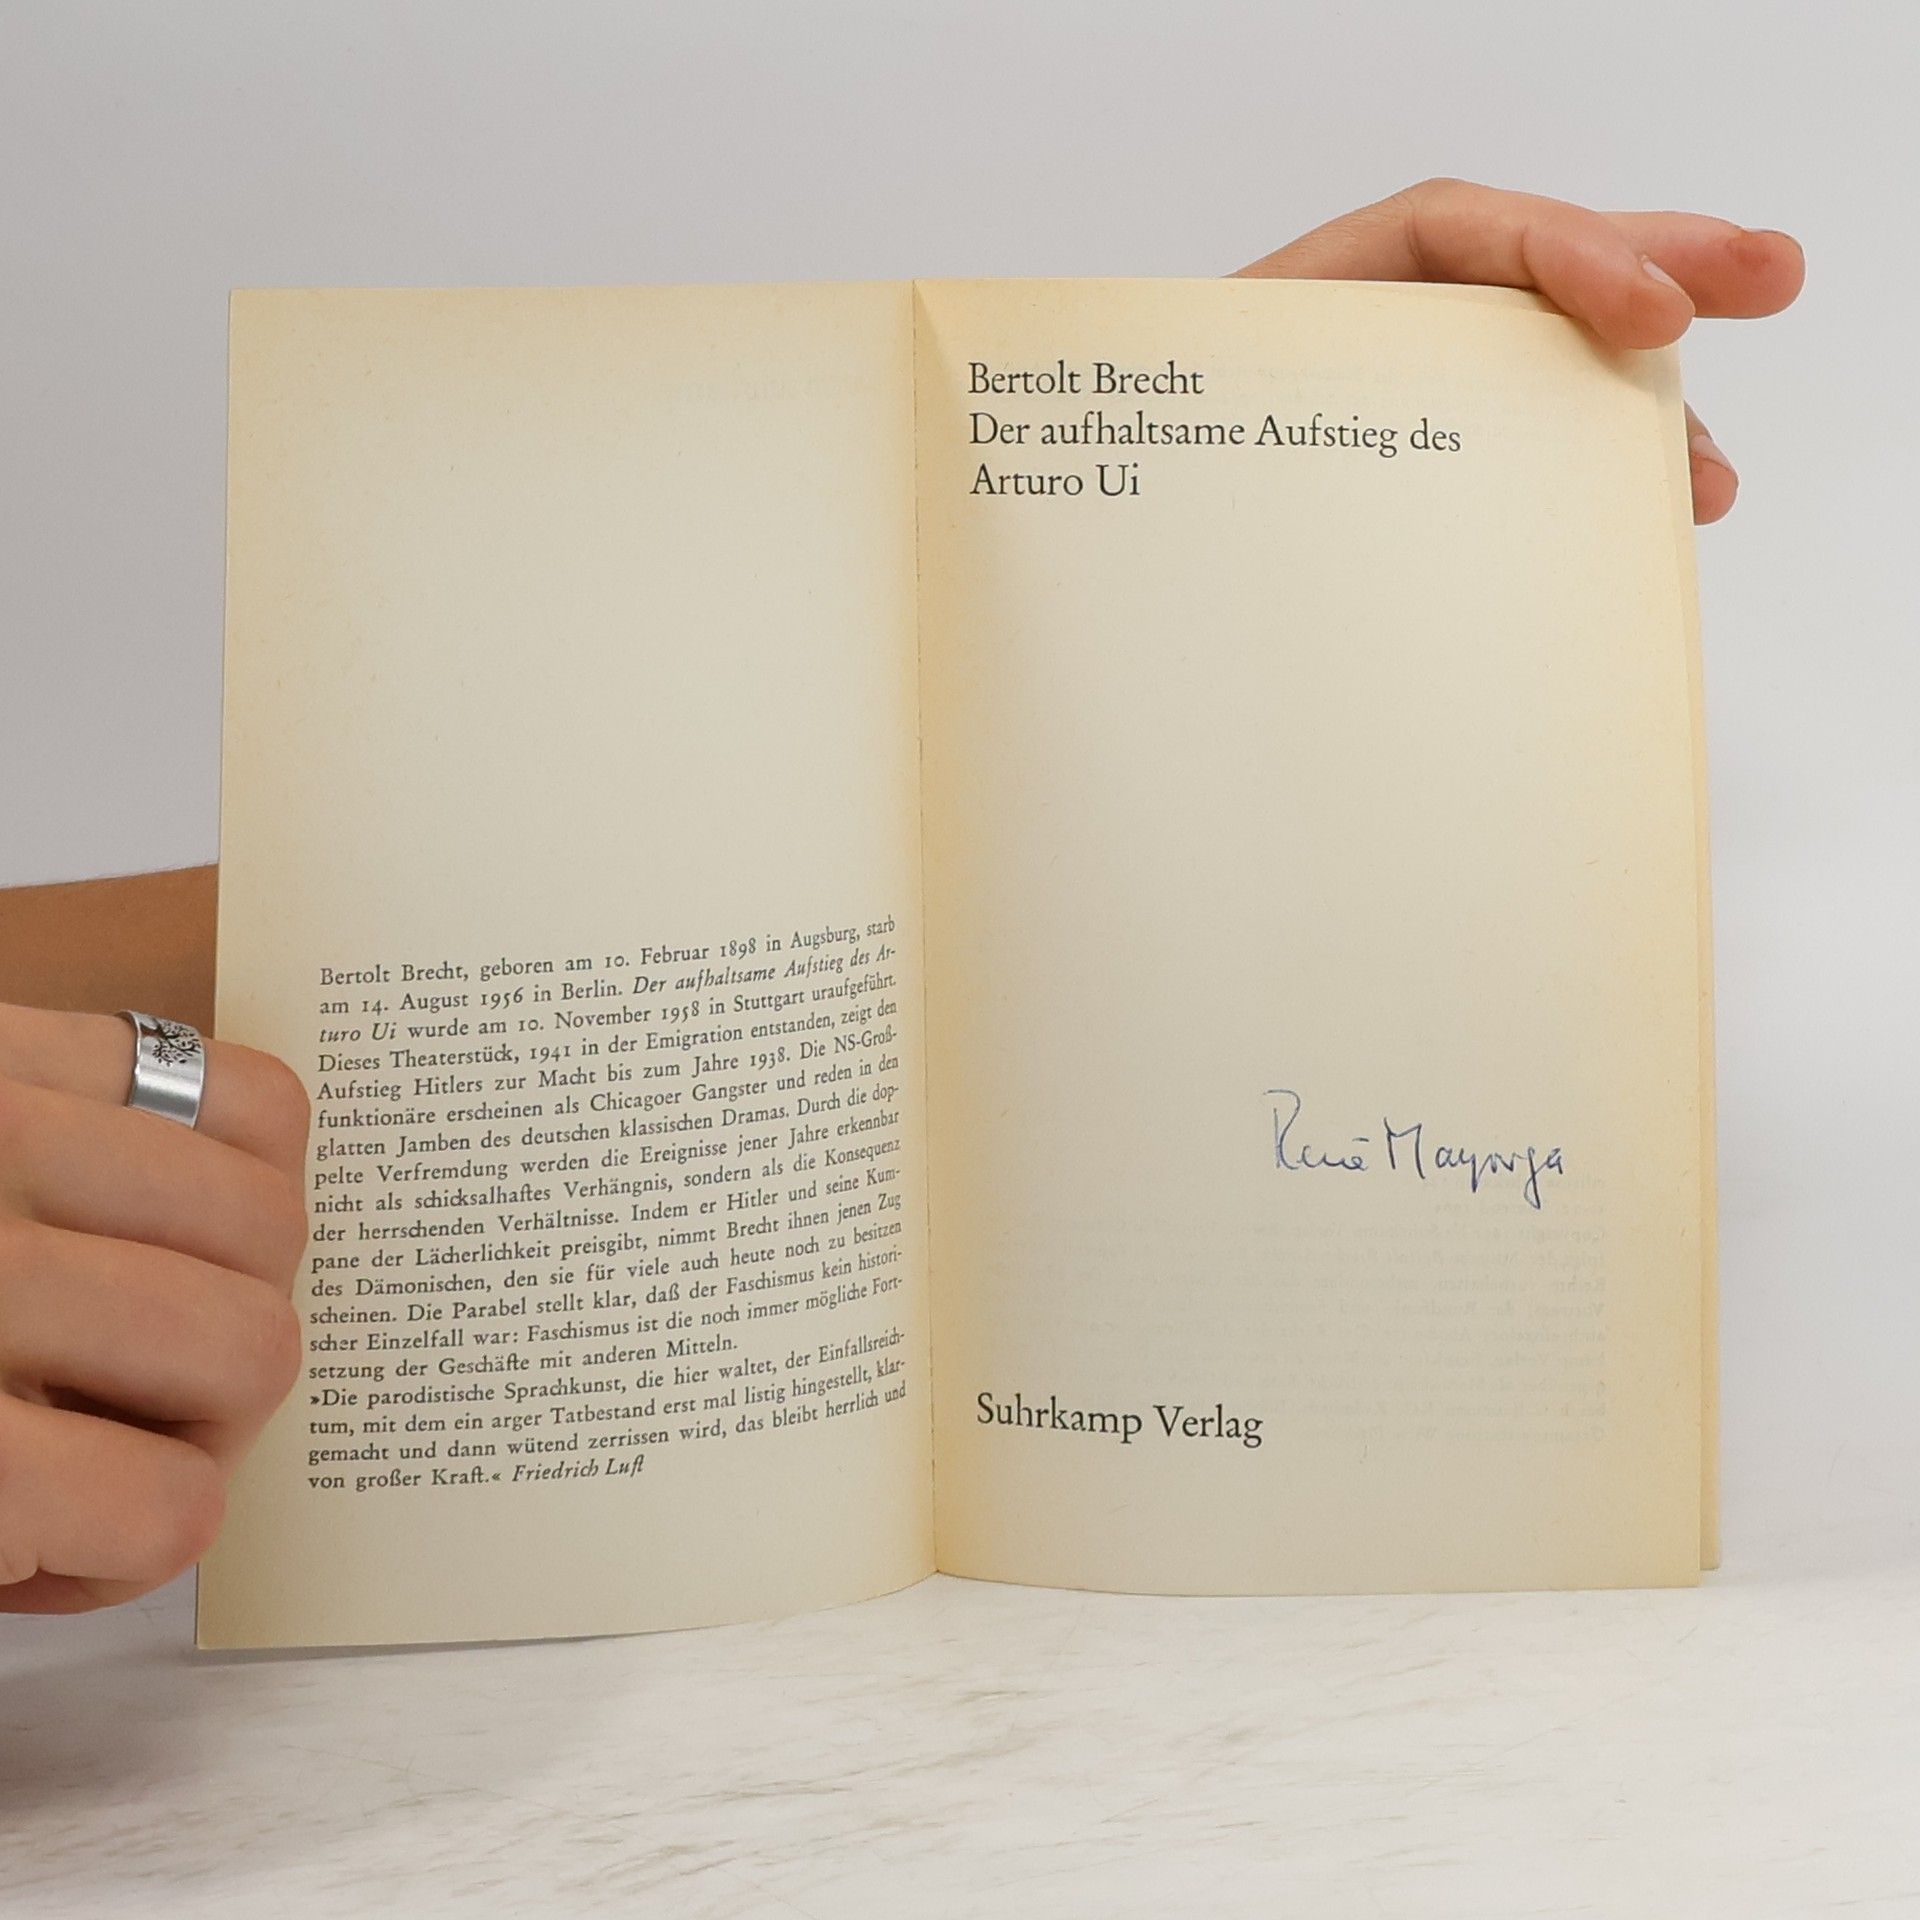 Bertolt Brecht, geboren am 10. Februar 1898 in Augsburg, starb
am 14. August 1956 in Berlin. Der aufhaltsame Aufstieg des Ar-
turo Ui wurde am 10. November 1958 in Stuttgart uraufgeführt.
Dieses Theaterstück, 1941 in der Emigration entstanden, zeigt den
Aufstieg Hitlers zur Macht bis zum Jahre 1938. Die NS-Groß-
funktionäre erscheinen als Chicagoer Gangster und reden in den
glatten Jamben des deutschen klassischen Dramas. Durch die dop-
pelte Verfremdung werden die Ereignisse jener Jahre erkennbar
nicht als schicksalhaftes Verhängnis, sondern als die Konsequenz
der herrschenden Verhältnisse. Indem er Hitler und seine Kum-
pane der Lächerlichkeit preisgibt, nimmt Brecht ihnen jenen Zug
des Dämonischen, den sie für viele auch heute noch zu besitzen
scheinen. Die Parabel stellt klar, daß der Faschismus kein histori-
scher Einzelfall war: Faschismus ist die noch immer mögliche Fort-
setzung der Geschäfte mit anderen Mitteln.
»Die parodistische Sprachkunst, die hier waltet, der Einfallsreich-
tum, mit dem ein arger Tatbestand erst mal listig hingestellt, klar-
gemacht und dann wütend zerrissen wird, das bleibt herrlich und
von großer Kraft.« Friedrich Luft
Bertolt Brecht
Der aufhaltsame Aufstieg des
Arturo Ui
René Mayorga
Suhrkamp Verlag